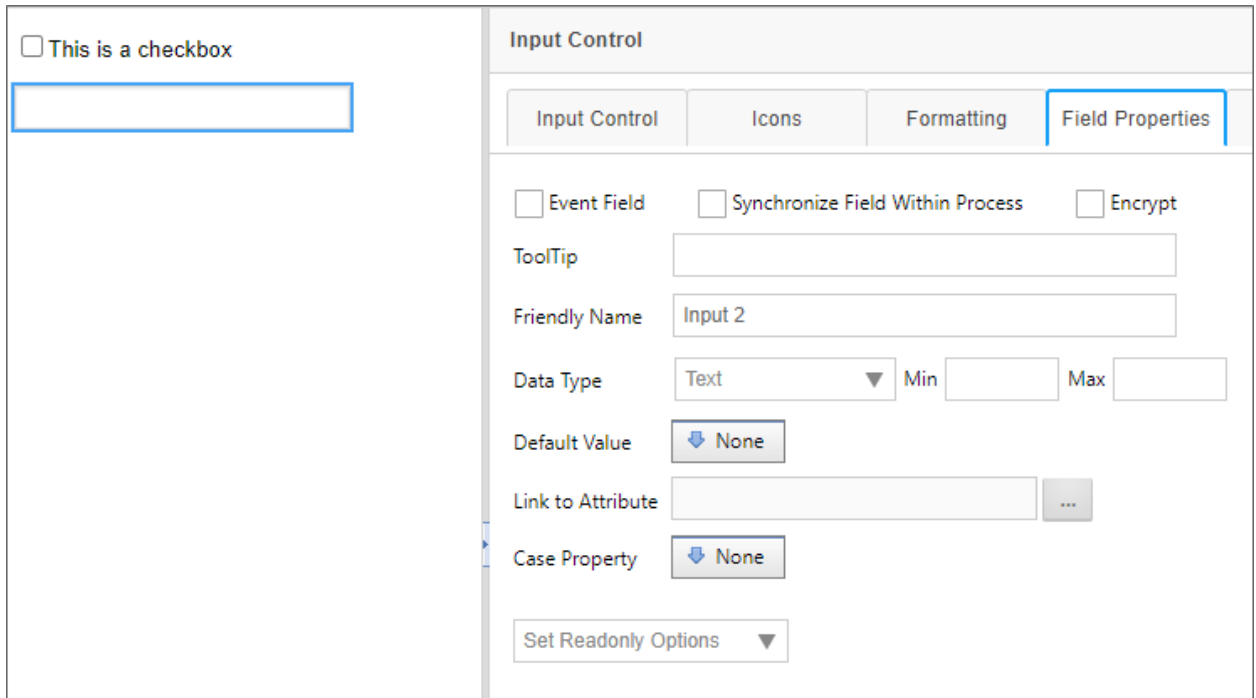 This is a checkbox
Input Control
Input Control Icons Formatting Field Properties
Event Field Synchronize Field Within Process Encrypt
ToolTip
Friendly Name Input 2
Data Type Text Min Max
Default Value None
Link to Attribute ...
Case Property None
Set Readonly Options